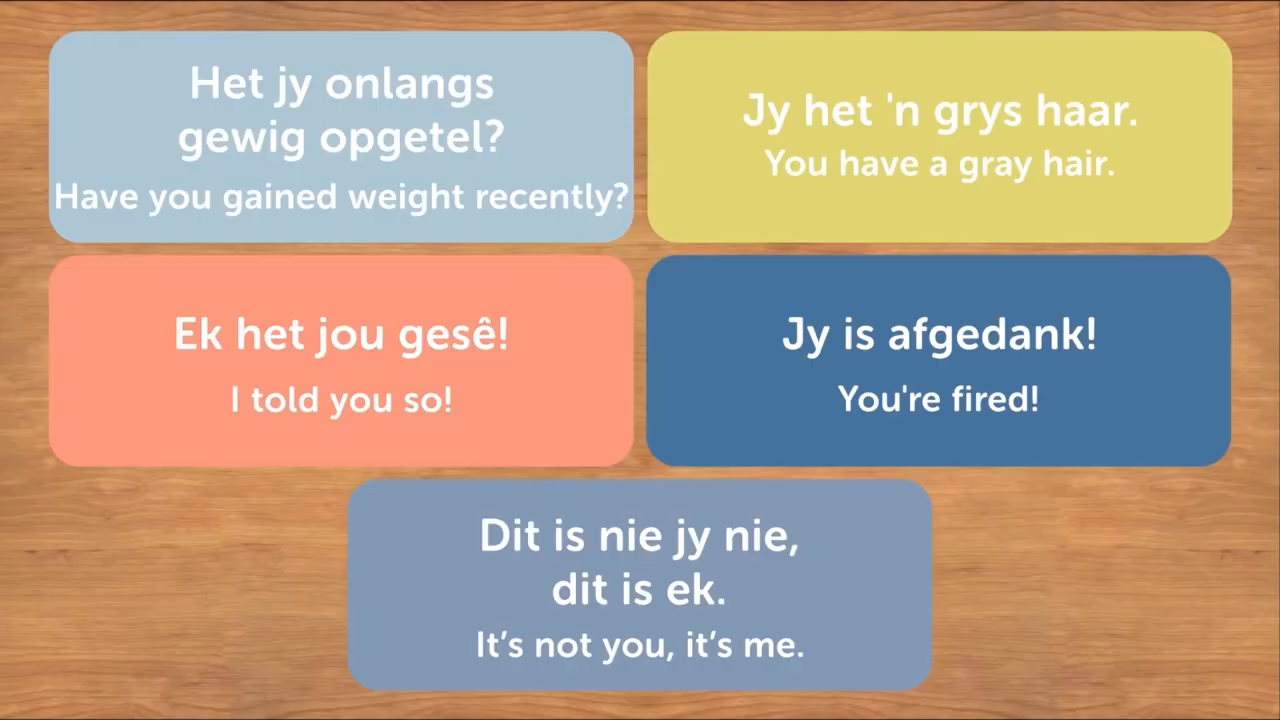 Het jy onlangs
gewig opgetel?
Have you gained weight recently?
Jy het 'n grys haar.
You have a gray hair.
Ek het jou gesê!
I told you so!
Jy is afgedank!
You're fired!
Dit is nie jy nie,
dit is ek.
It’s not you, it’s me.